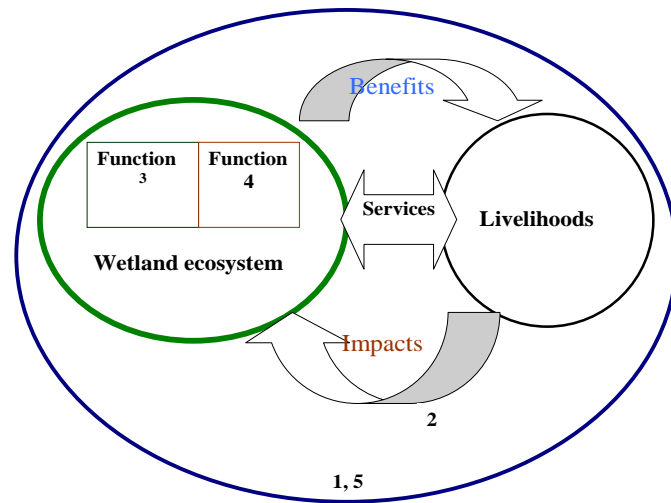 Benefits
Function
3
Function
4
Services
Livelihoods
Wetland ecosystem
Impacts
2
1, 5